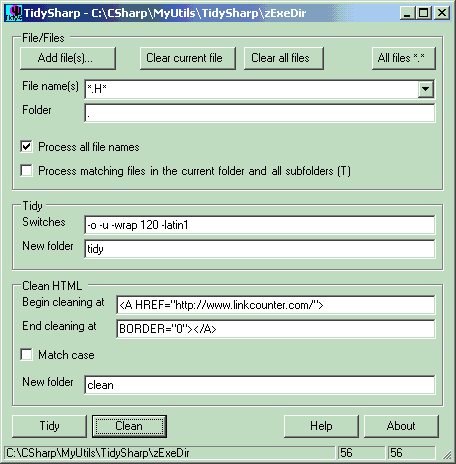 TidySharp - C:\CSharp\MyUtils\TidySharp\zExeDir
File/Files
Add file(s)... Clear current file Clear all files All files *.*
File name(s) *.H*
Folder .
Process all file names
Process matching files in the current folder and all subfolders (T)
Tidy
Switches -o -u -wrap 120 -latin1
New folder tidy
Clean HTML
Begin cleaning at <A HREF="http://www.linkcounter.com/">
End cleaning at BORDER="0"></A>
Match case
New folder clean
Tidy Clean Help About
C:\CSharp\MyUtils\TidySharp\zExeDir 56 56